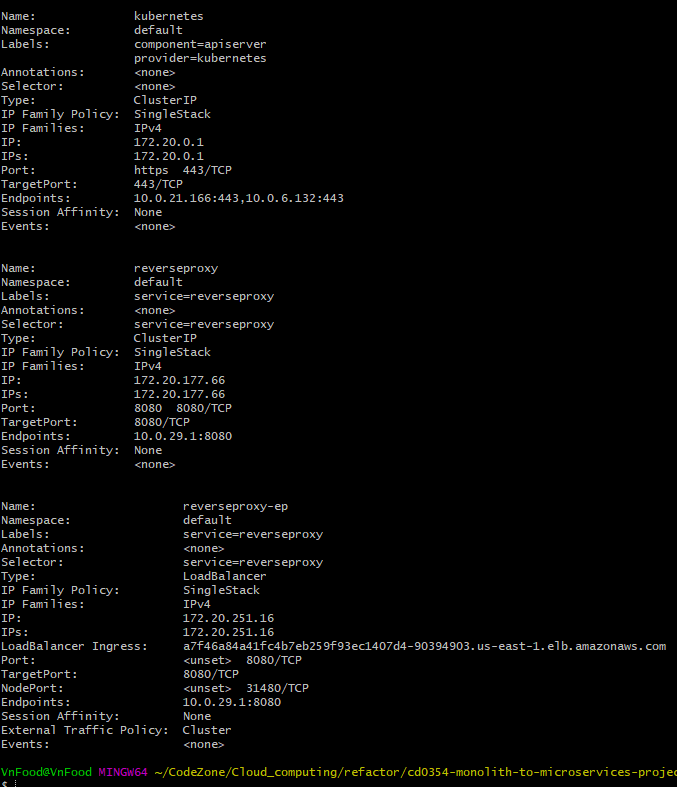 Name: kubernetes
Namespace: default
Labels: component=apiserver
provider=kubernetes
Annotations: <none>
Selector: <none>
Type: ClusterIP
IP Family Policy: SingleStack
IP Families: IPv4
IP: 172.20.0.1
IPs: 172.20.0.1
Port: https 443/TCP
TargetPort: 443/TCP
Endpoints: 10.0.21.166:443,10.0.6.132:443
Session Affinity: None
Events: <none>
Name: reverseproxy
Namespace: default
Labels: service=reverseproxy
Annotations: <none>
Selector: service=reverseproxy
Type: ClusterIP
IP Family Policy: SingleStack
IP Families: IPv4
IP: 172.20.177.66
IPs: 172.20.177.66
Port: 8080 8080/TCP
TargetPort: 8080/TCP
Endpoints: 10.0.29.1:8080
Session Affinity: None
Events: <none>
Name: reverseproxy-ep
Namespace: default
Labels: service=reverseproxy
Annotations: <none>
Selector: service=reverseproxy
Type: LoadBalancer
IP Family Policy: SingleStack
IP Families: IPv4
IP: 172.20.251.16
IPs: 172.20.251.16
LoadBalancer Ingress: a7f46a84a41fc4b7eb259f93ec1407d4-90394903.us-east-1.elb.amazonaws.com
Port: <unset> 8080/TCP
TargetPort: 8080/TCP
NodePort: <unset> 31480/TCP
Endpoints: 10.0.29.1:8080
Session Affinity: None
External Traffic Policy: Cluster
Events: <none>
VnFood@VnFood MINGW64 ~/CodeZone/Cloud_computing/refactor/cd0354-monolith-to-microservices-projec
$